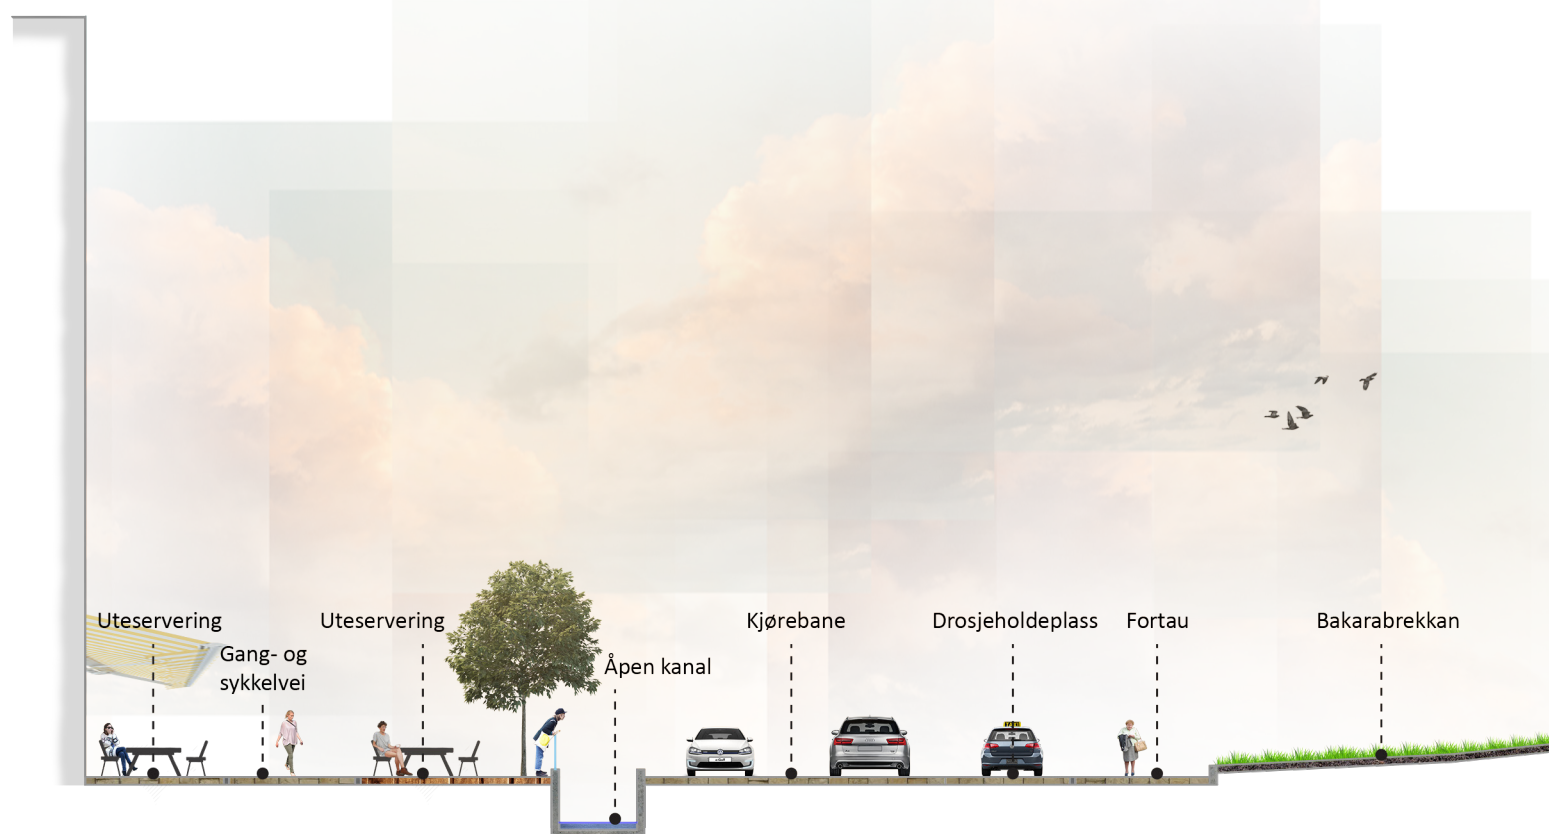 Uteservering
Gang- og
sykkelvei
Uteservering
Åpen kanal
Kjørebane
Drosjeholdeplass
Fortau
Bakarabrekkan